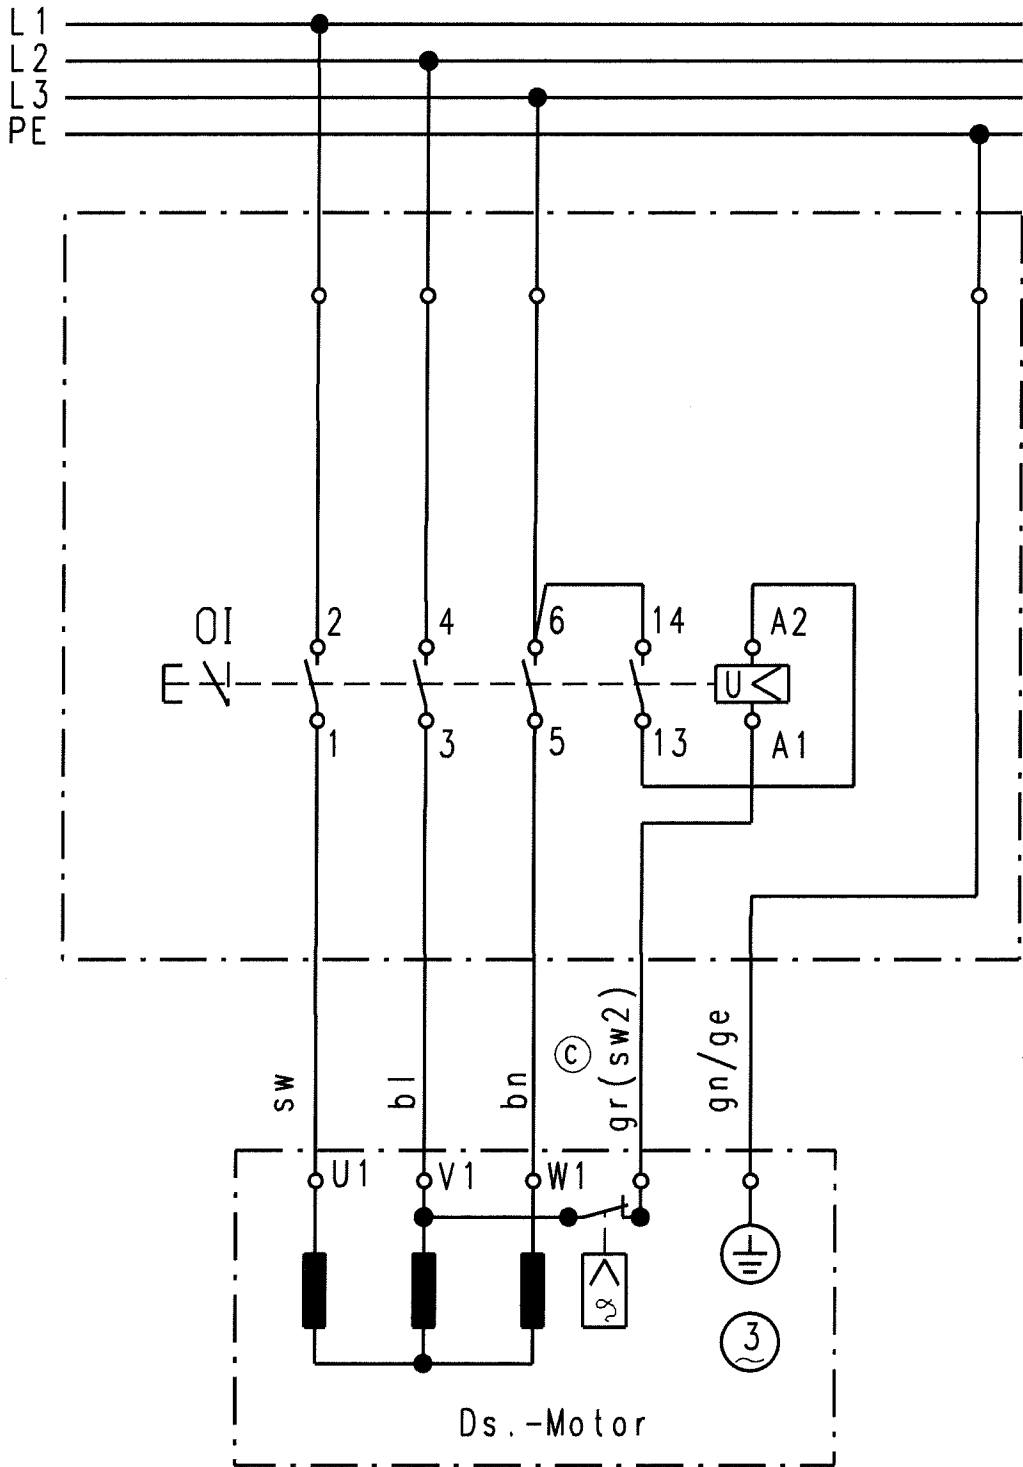 L1
L2
L3
PE
OI
2
4
6
14
A2
U<
1
3
5
13
A1
sw
bl
bn
C
gr(sw2)
gn/ge
U1
V1
W1
ϑ
3
~
Ds.-Motor